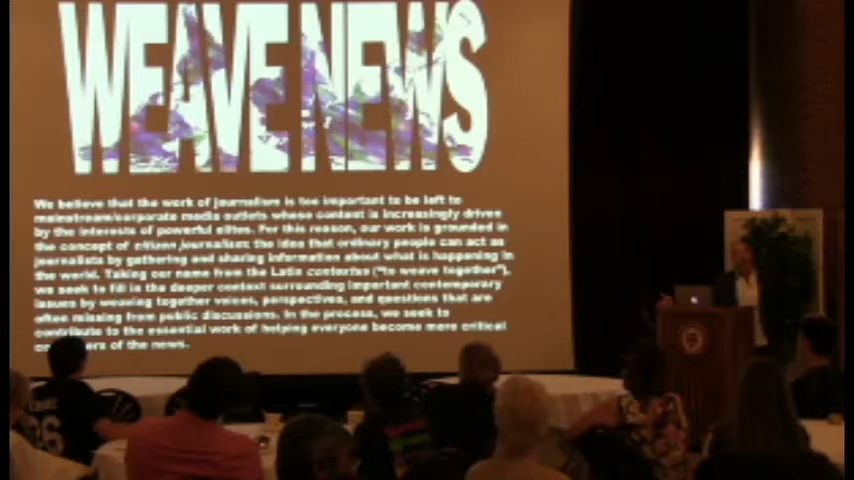 WEAVE NEWS
We believe that the work of journalism is too important to be left to
mainstream/corporate media outlets whose content is increasingly driven
by the interests of powerful elites. For this reason, our work is grounded in
the concept of citizen journalism: the idea that ordinary people can act as
journalists by gathering and sharing information about what is happening in
the world. Taking our name from the Latin contextus ("to weave together"),
we seek to fill in the deeper context surrounding important contemporary
issues by weaving together voices, perspectives, and questions that are
often missing from public discussions. In the process, we seek to
contribute to the essential work of helping everyone become more critical
of the news.